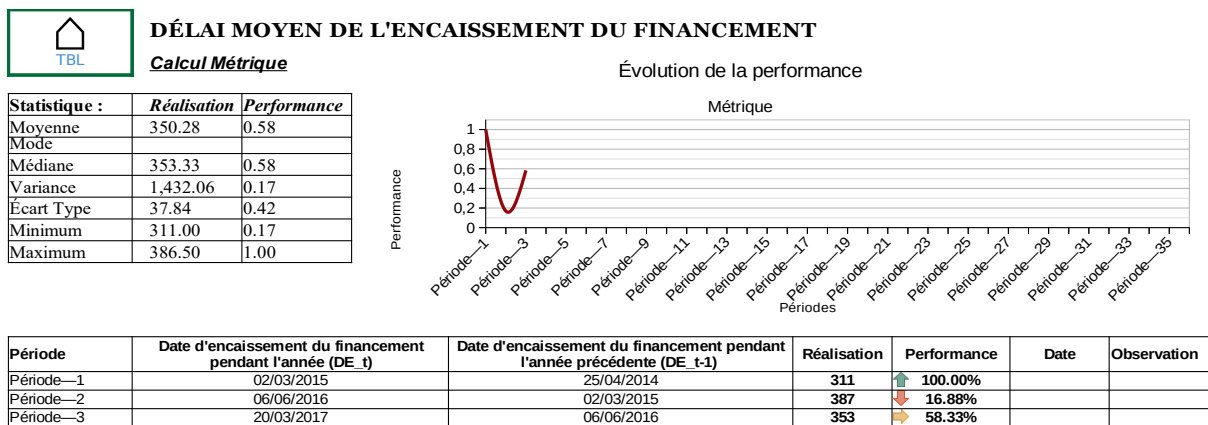 TBL
DÉLAI MOYEN DE L'ENCAISSEMENT DU FINANCEMENT
Calcul Métrique
Statistique : Réalisation Performance
Moyenne 350.28 0.58
Mode
Médiane 353.33 0.58
Variance 1,432.06 0.17
Écart Type 37.84 0.42
Minimum 311.00 0.17
Maximum 386.50 1.00
Évolution de la performance
Métrique
Performance
1
0,8
0,6
0,4
0,2
0
Période—1 Période—3 Période—5 Période—7 Période—9 Période—11 Période—13 Période—15 Période—17 Période—19 Période—21 Période—23 Période—25 Période—27 Période—29 Période—31 Période—33 Période—35
Périodes
Période Date d'encaissement du financement pendant l'année (DE_t) Date d'encaissement du financement pendant l'année précédente (DE_t-1) Réalisation Performance Date Observation
Période—1 02/03/2015 25/04/2014 311 100.00%
Période—2 06/06/2016 02/03/2015 387 16.88%
Période—3 20/03/2017 06/06/2016 353 58.33%